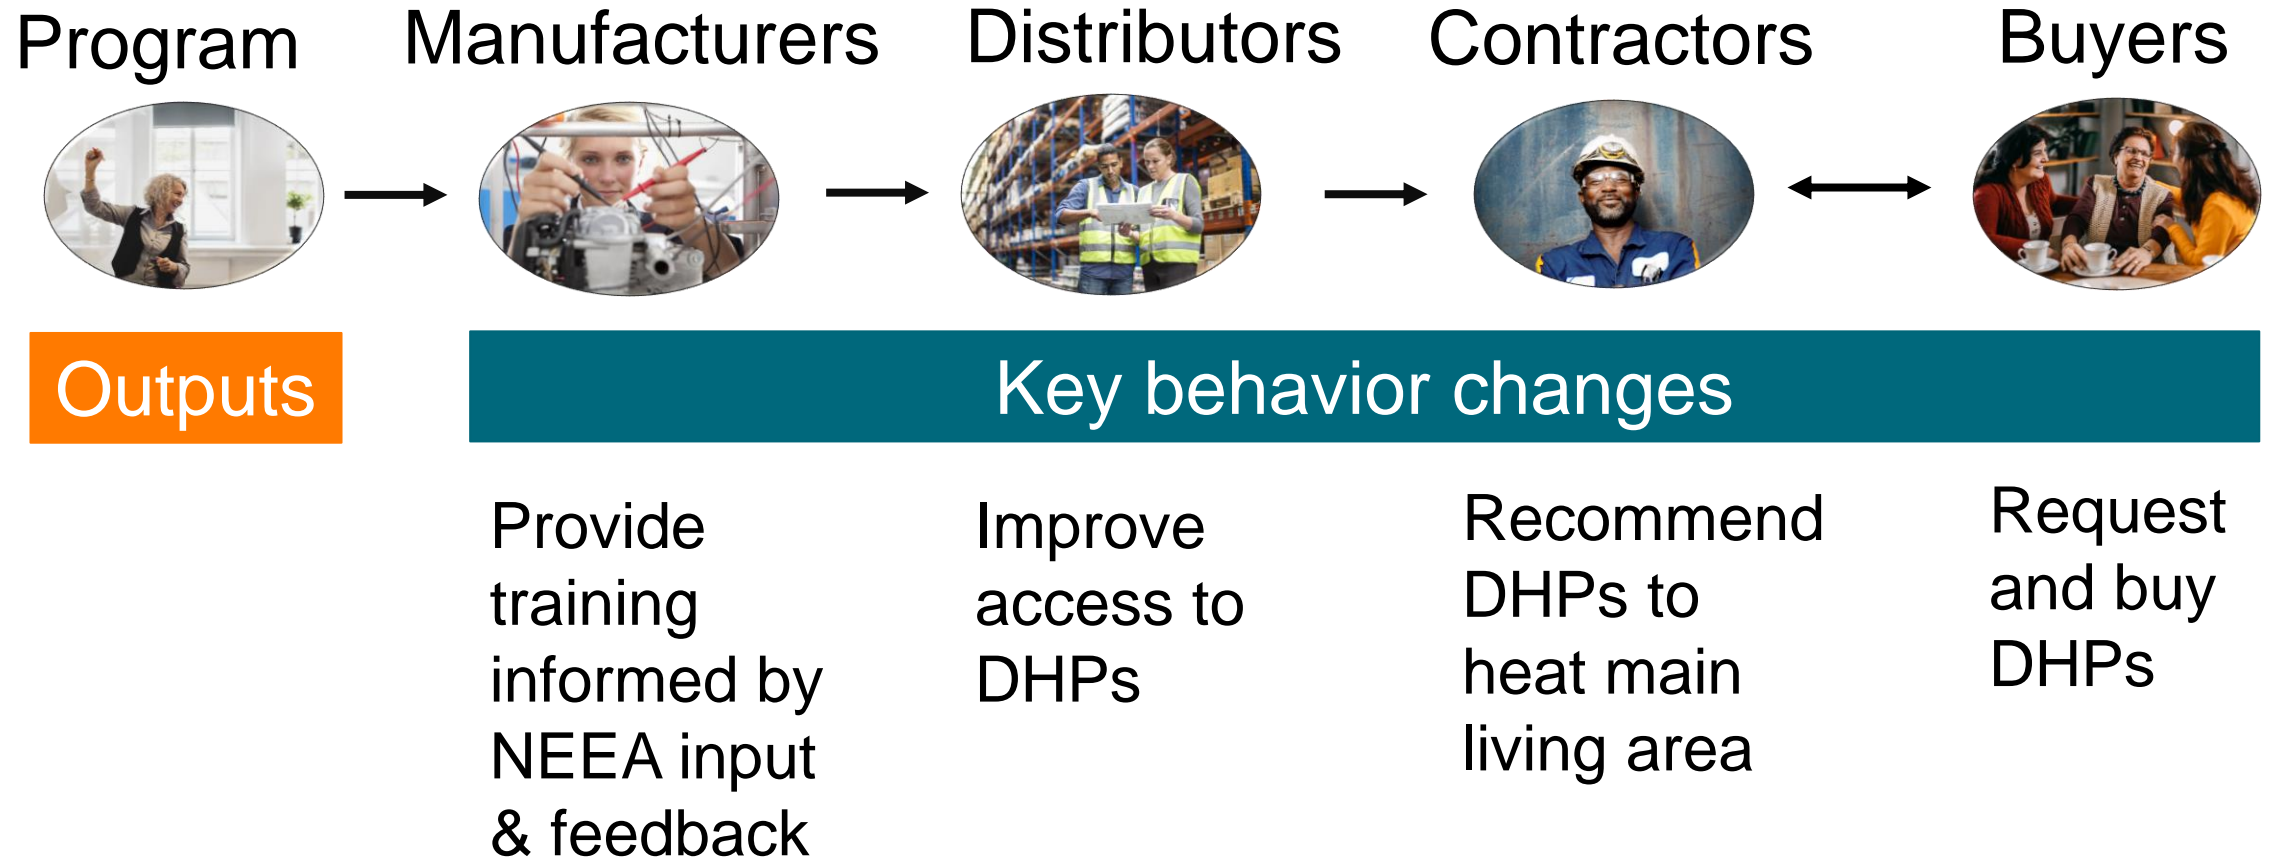 Program
Manufacturers
Distributors
Contractors
Buyers
Outputs
Key behavior changes
Provide
training
informed by
NEEA input
& feedback
Improve
access to
DHPs
Recommend
DHPs to
heat main
living area
Request
and buy
DHPs